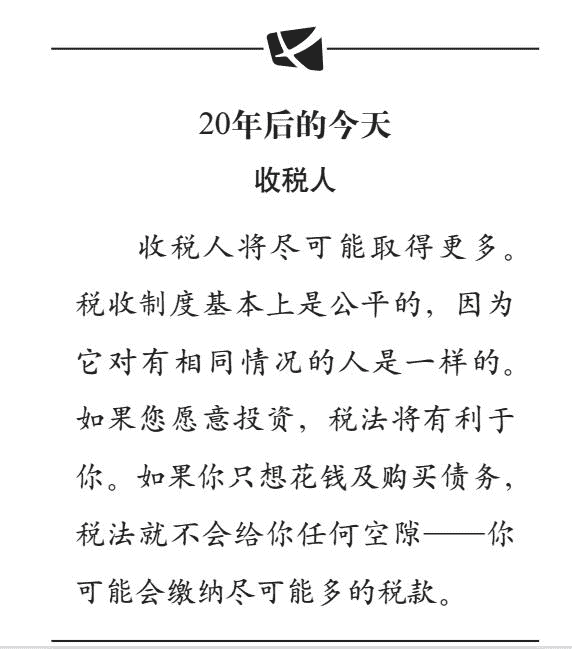 20年后的今天
收税人
收税人将尽可能取得更多。
税收制度基本上是公平的，因为
它对有相同情况的人是一样的。
如果您愿意投资，税法将有利于
你。如果你只想花钱及购买债务，
税法就不会给你任何空隙——你
可能会缴纳尽可能多的税款。